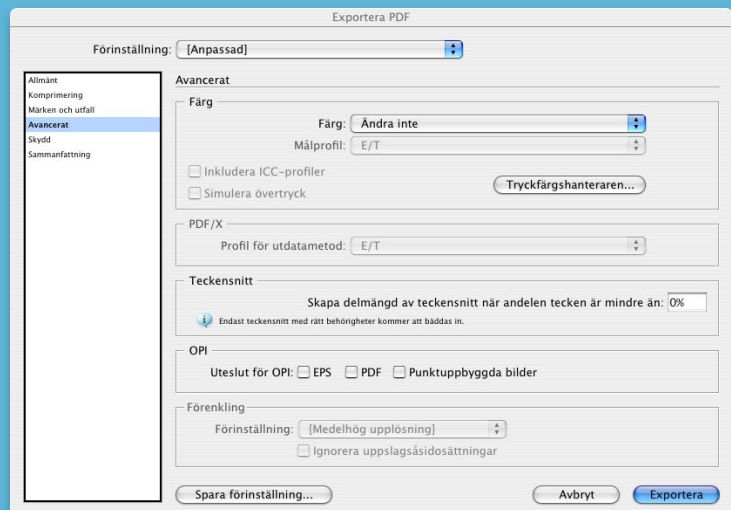 Exportera PDF
Förinställning: [Anpassad]
Allmänt
Komprimering
Märken och utfall
Avancerat
Skydd
Sammanfattning
Avancerat
Färg
Färg: Ändra inte
Målprofil: E/T
Inkludera ICC-profiler
Simulera övertryck
Tryckfärgshanteraren...
PDF/X
Profil för utdatametod: E/T
Teckensnitt
Skapa delmängd av teckensnitt när andelen tecken är mindre än: 0%
Endast teckensnitt med rätt behörigheter kommer att bäddas in.
OPI
Uteslut för OPI: EPS PDF Punktuppbyggda bilder
Förenkling
Förinställning: [Medelhög upplösning]
Ignorera uppslagsåsidosättningar
Spara förinställning... Avbryt Exportera